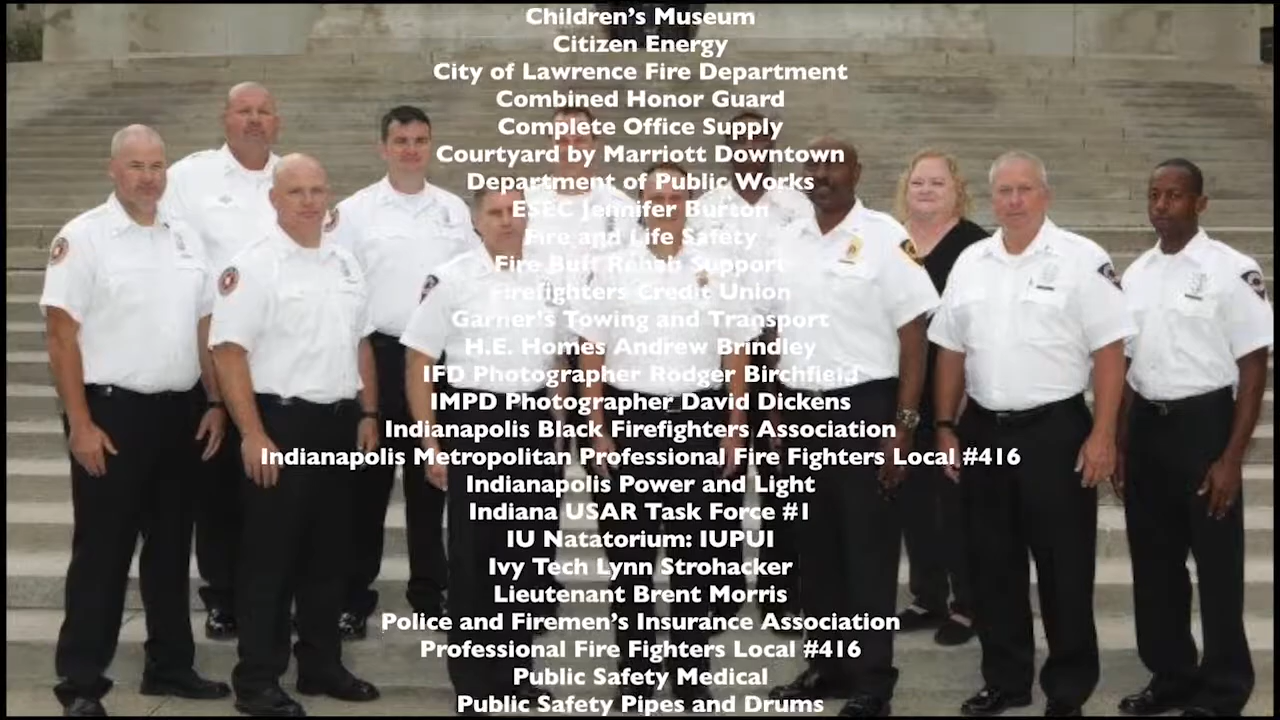 Children's Museum
Citizen Energy
City of Lawrence Fire Department
Combined Honor Guard
Complete Office Supply
Courtyard by Marriott Downtown
Department of Public Works
ESEC Jennifer Burton
Fire and Life Safety
Fire Buff Rehab Support
Firefighters Credit Union
Garner's Towing and Transport
H.E. Homes Andrew Brindley
IFD Photographer Rodger Birchfield
IMPD Photographer David Dickens
Indianapolis Black Firefighters Association
Indianapolis Metropolitan Professional Fire Fighters Local #416
Indianapolis Power and Light
Indiana USAR Task Force #1
IU Natatorium: IUPUI
Ivy Tech Lynn Strohacker
Lieutenant Brent Morris
Police and Firemen's Insurance Association
Professional Fire Fighters Local #416
Public Safety Medical
Public Safety Pipes and Drums